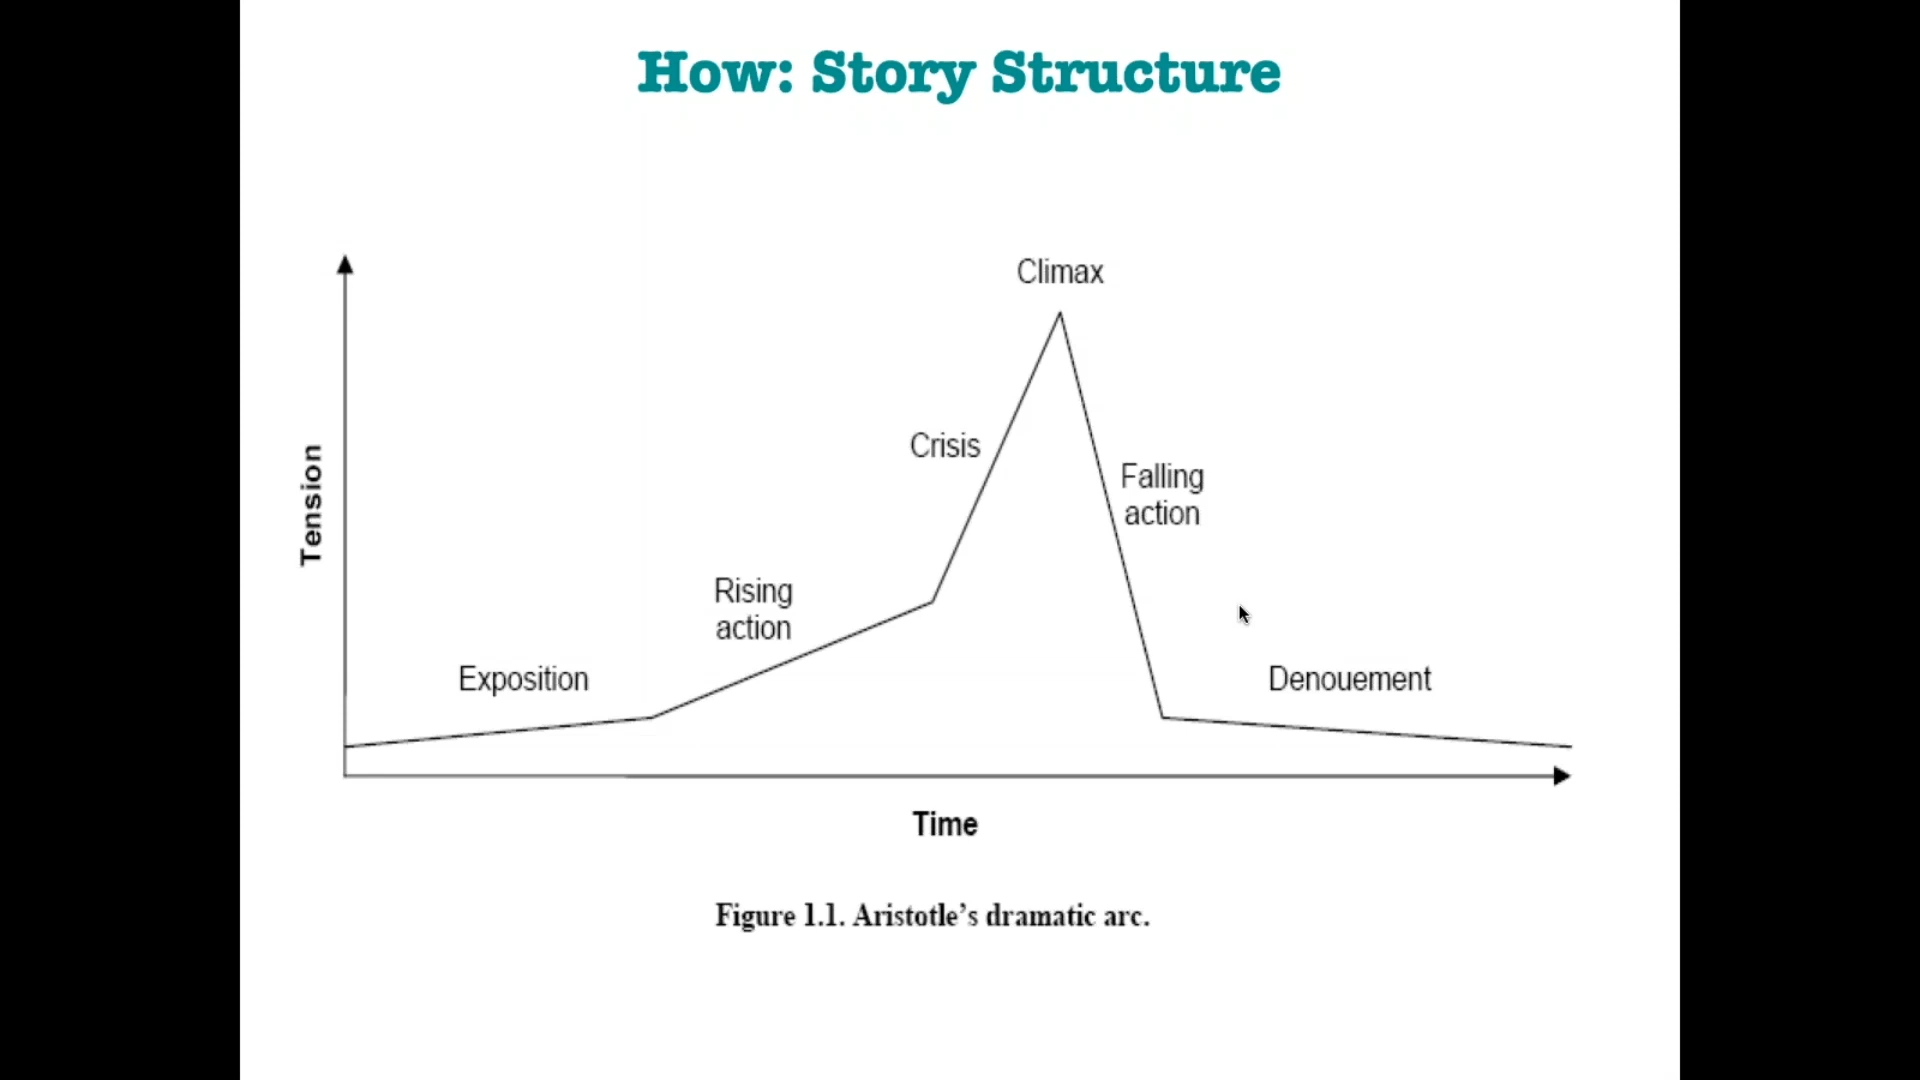 How: Story Structure
Climax
Crisis
Falling
action
Tension
Rising
action
Exposition
Denouement
Time
Figure 1.1. Aristotle's dramatic arc.